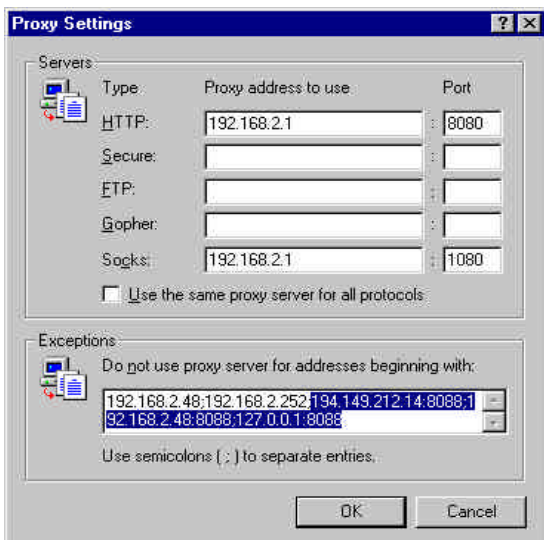 Proxy Settings
Servers
Type Proxy address to use Port
HTTP: 192.168.2.1 : 8080
Secure: :
FTP: :
Gopher: :
Socks: 192.168.2.1 : 1080
Use the same proxy server for all protocols
Exceptions
Do not use proxy server for addresses beginning with:
192.168.2.48;192.168.2.252;194.149.212.14:8088;1
92.168.2.48:8088;127.0.0.1:8088
Use semicolons ( ; ) to separate entries.
OK Cancel